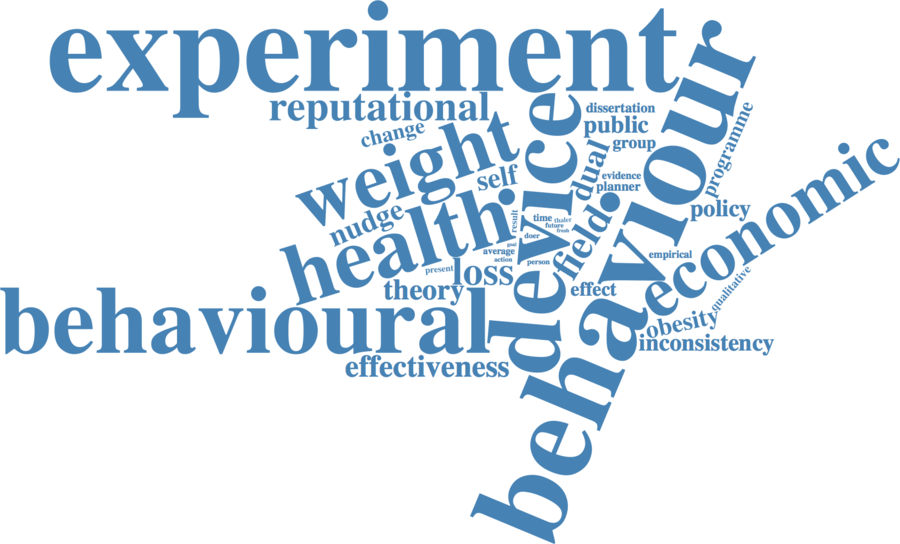 experiment
reputational
dissertation
change
public
weight
group
device
dual
behaviour
programme
self
evidence
planner
economic
nudge
policy
health
result
time
thaler
future
fresh
doer
field
goal
average
action
person
empirical
present
loss
theory
effect
qualitative
behavioural
obesity
inconsistency
effectiveness